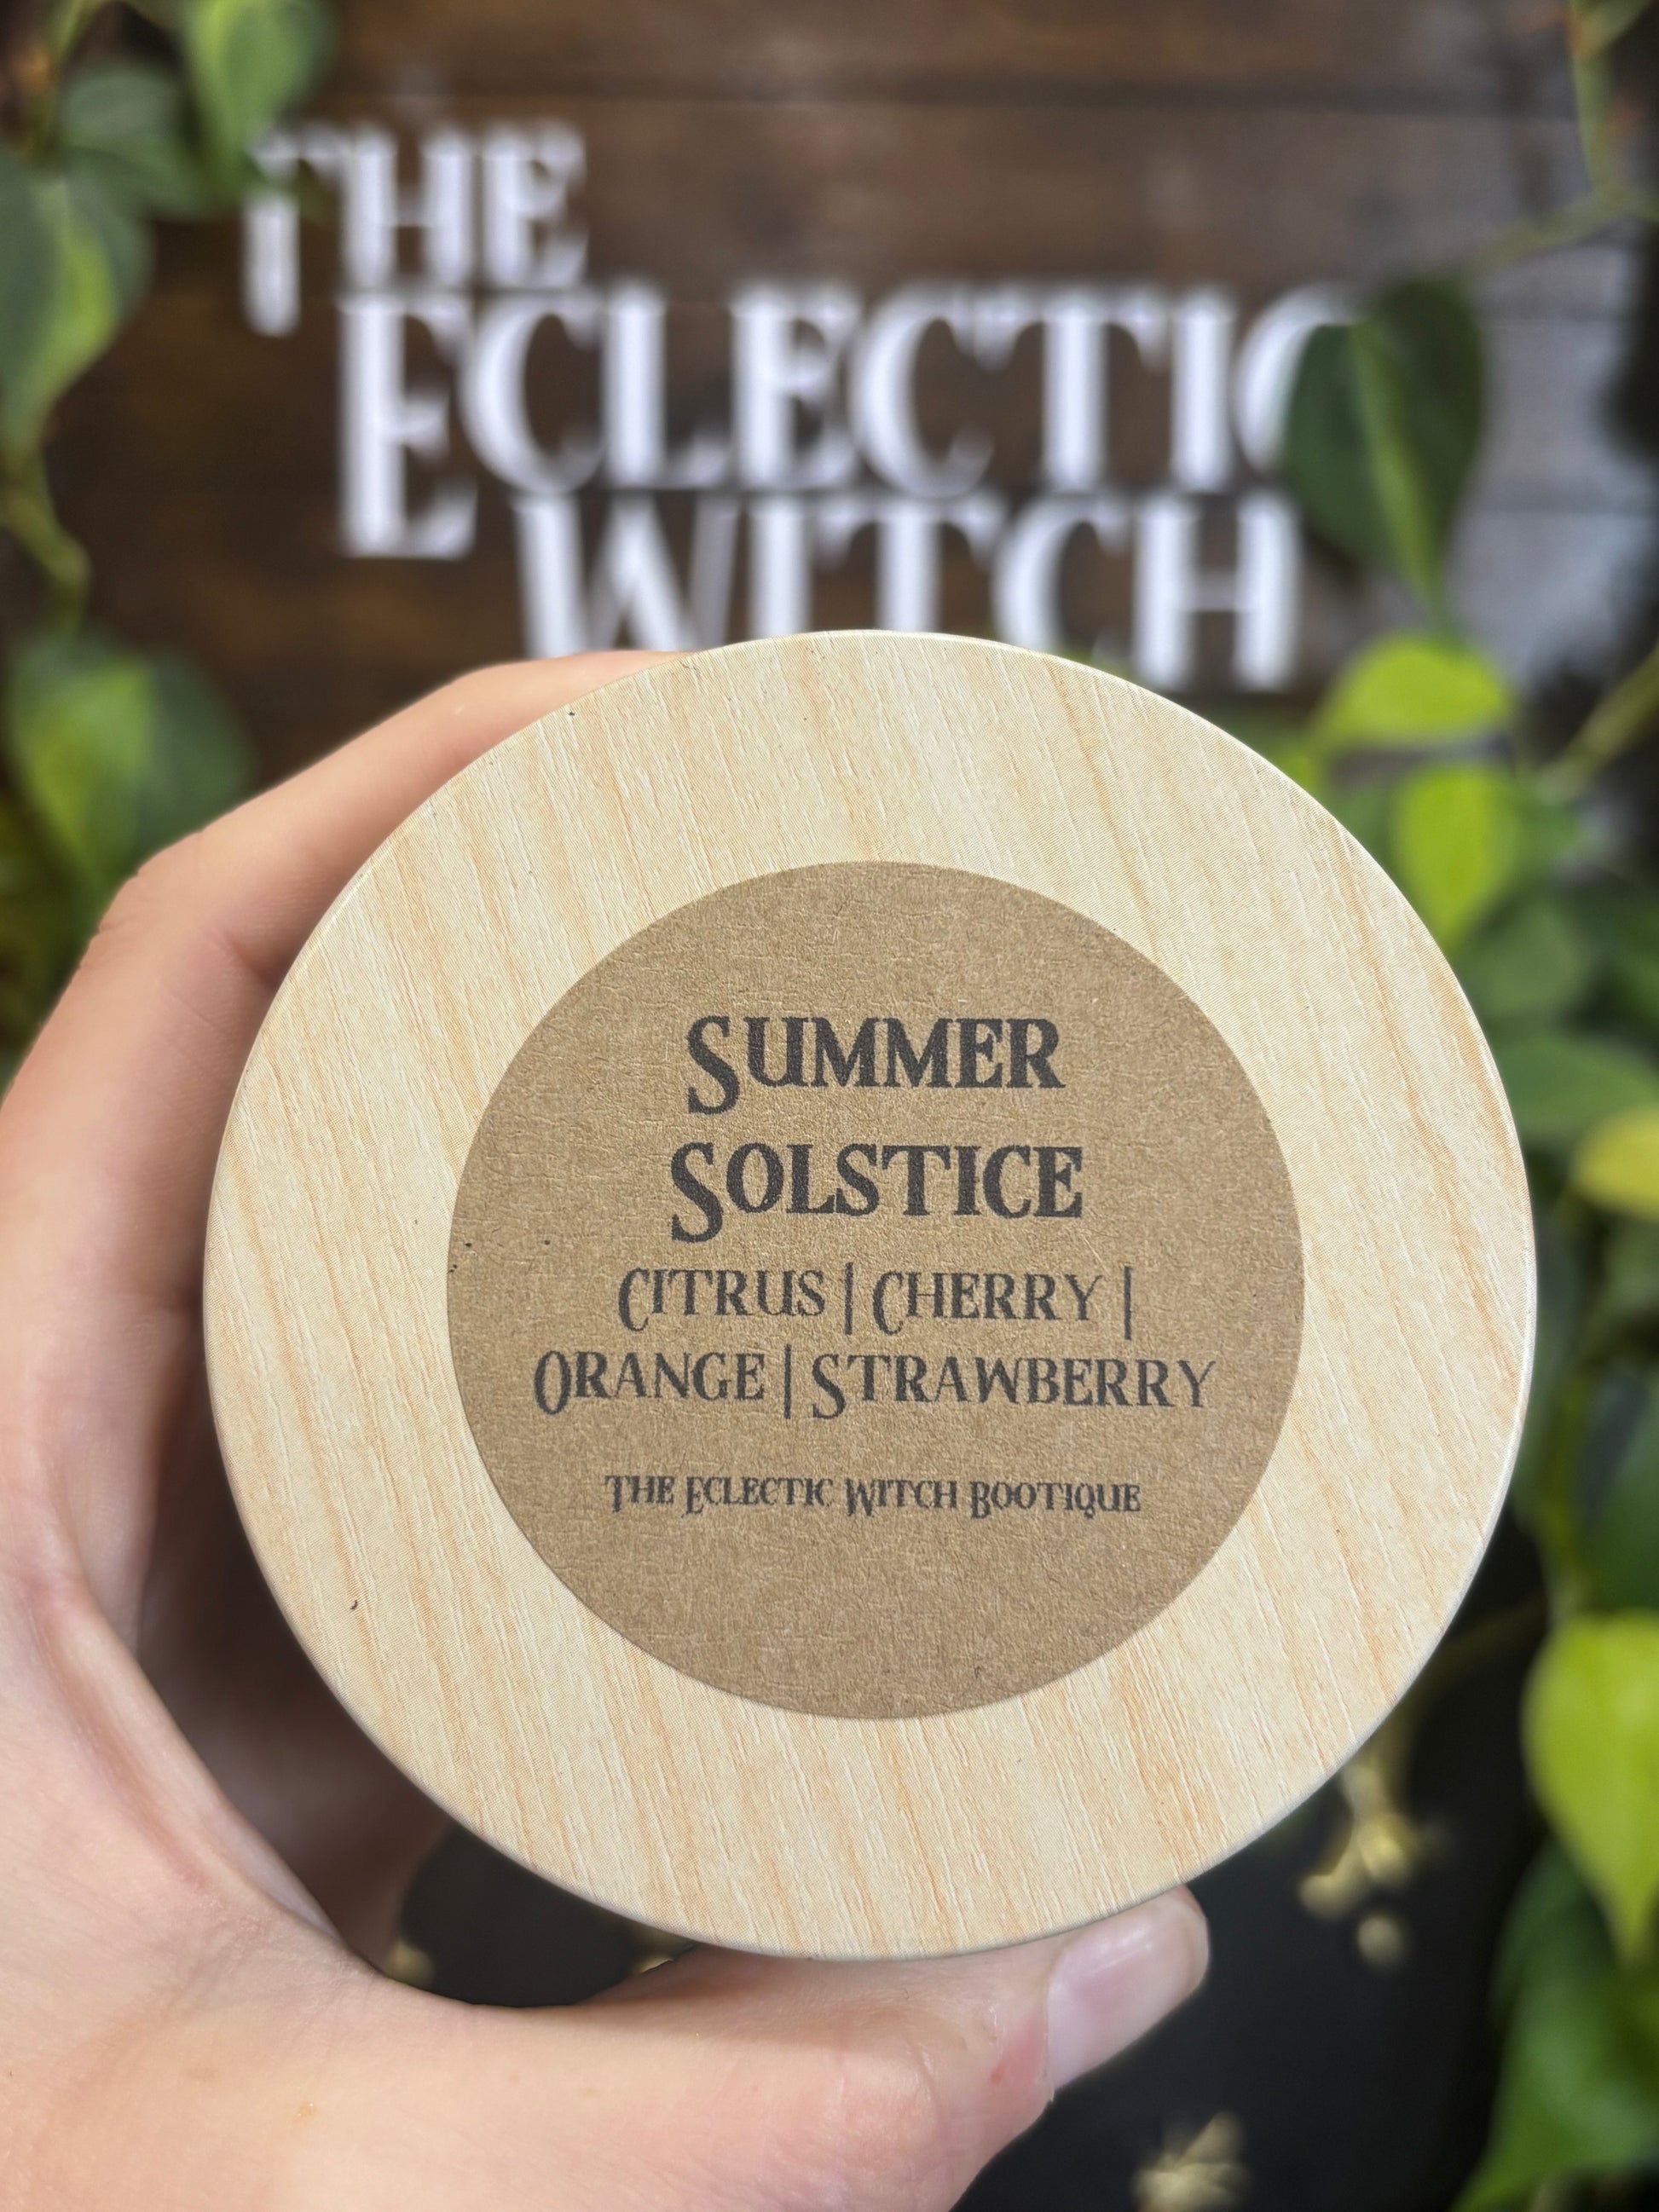 THE
ECLECTIC
WITCH
SUMMER
SOLSTICE
CITRUS | CHERRY |
ORANGE | STRAWBERRY
THE ECLECTIC WITCH BOOTIQUE